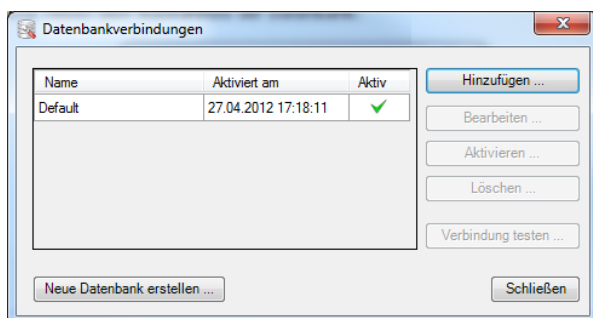 Datenbankverbindungen
Name Aktiviert am Aktiv
Default 27.04.2012 17:18:11
Hinzufügen ...
Bearbeiten ...
Aktivieren ...
Löschen ...
Verbindung testen ...
Neue Datenbank erstellen ...
Schließen